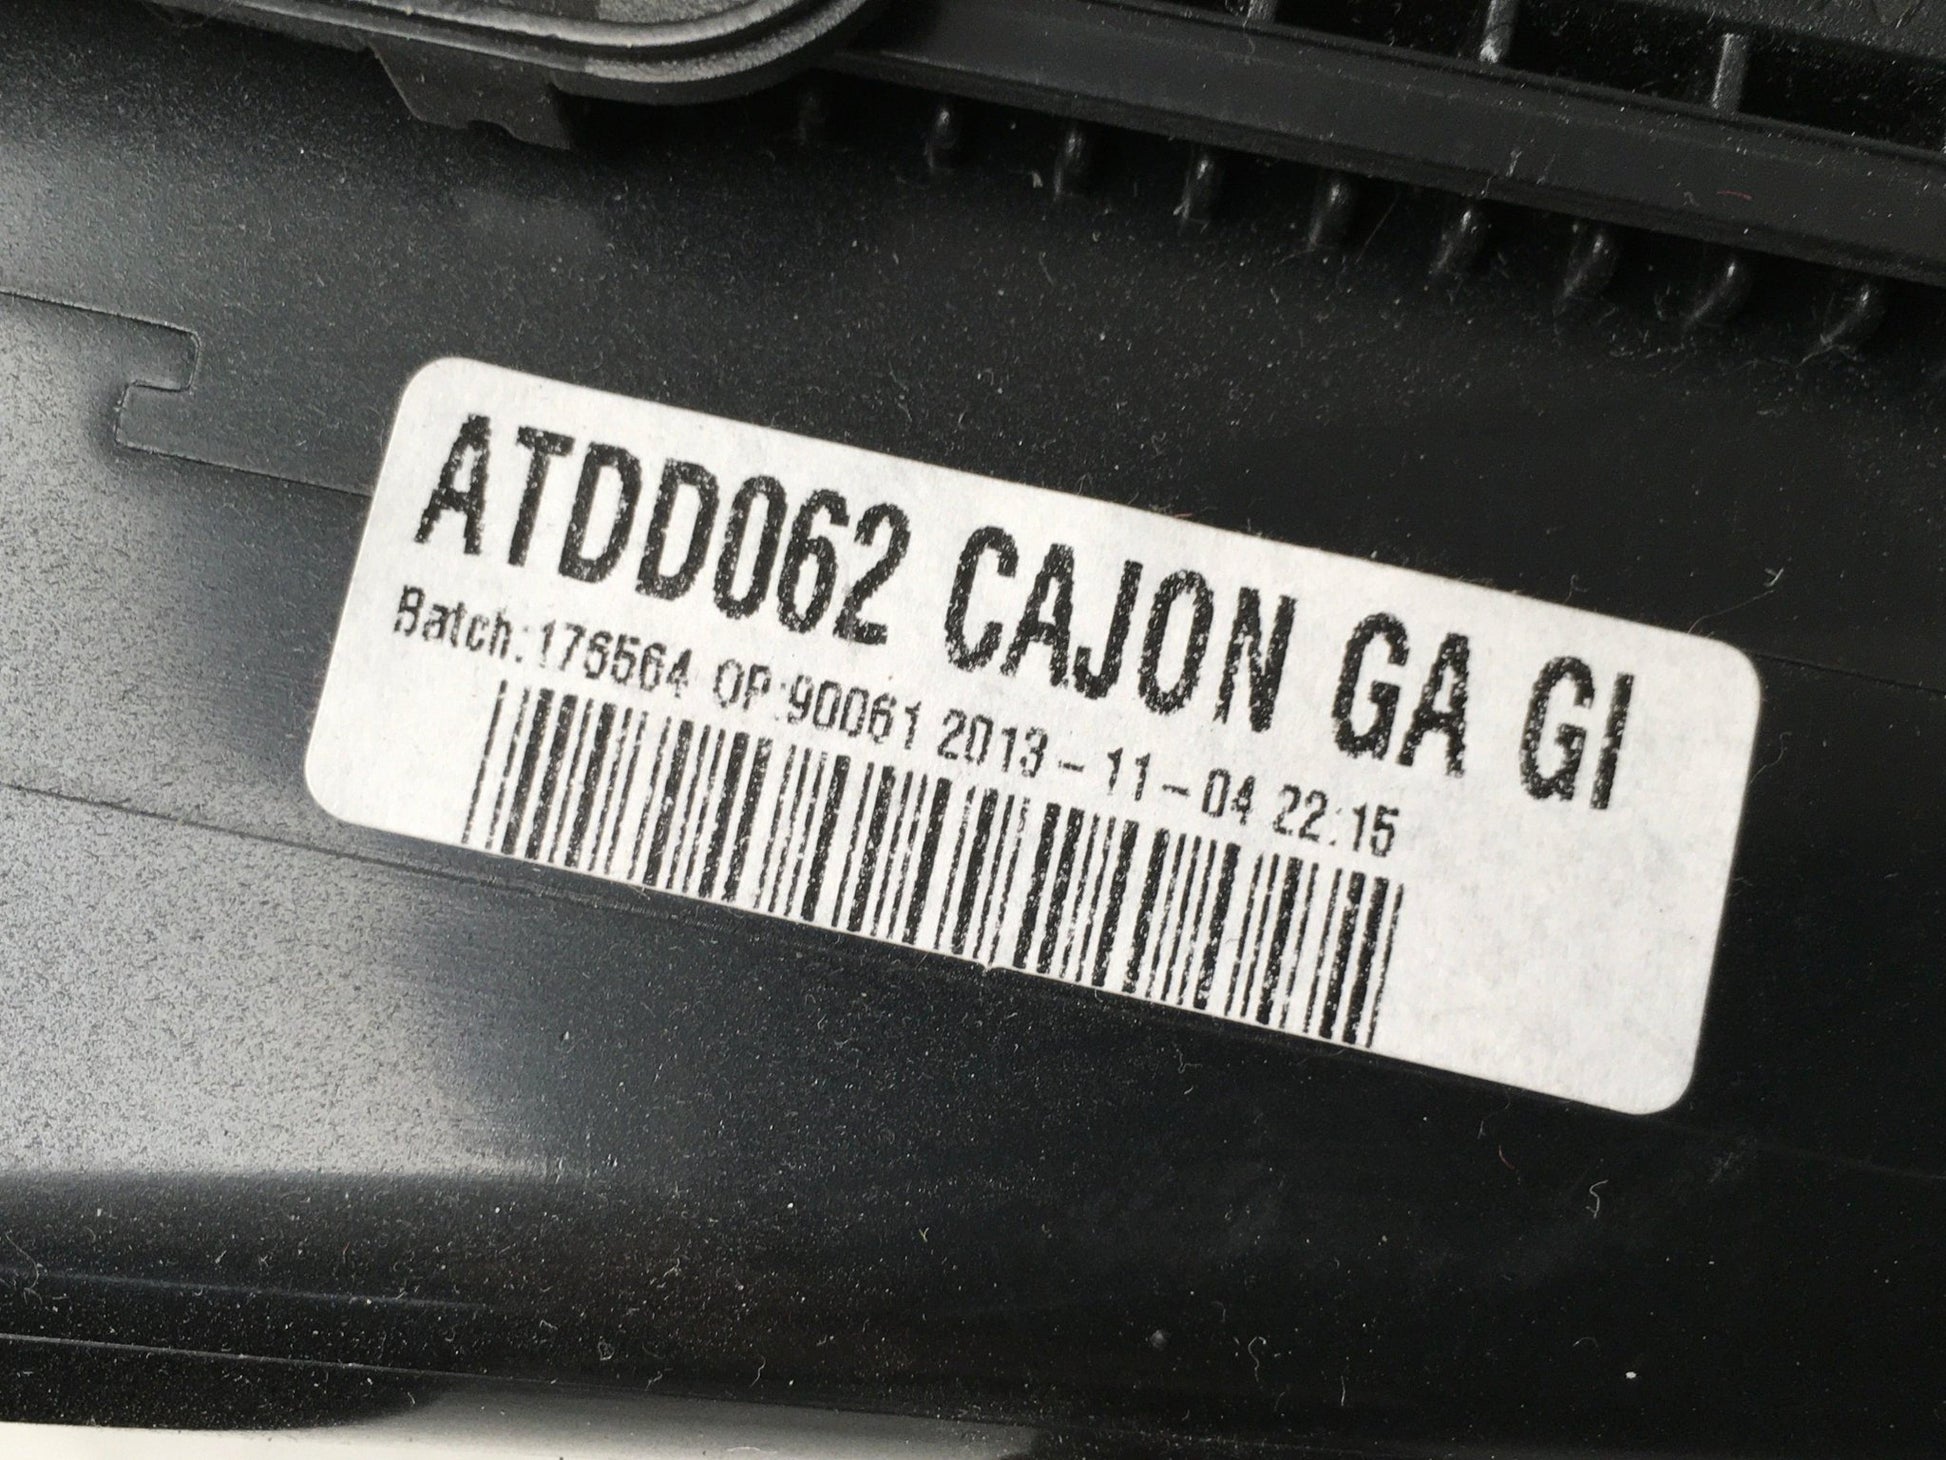 ATDD062 CAJON GA GI
Batch:176564 OP:90061 2013-11-04 22:15